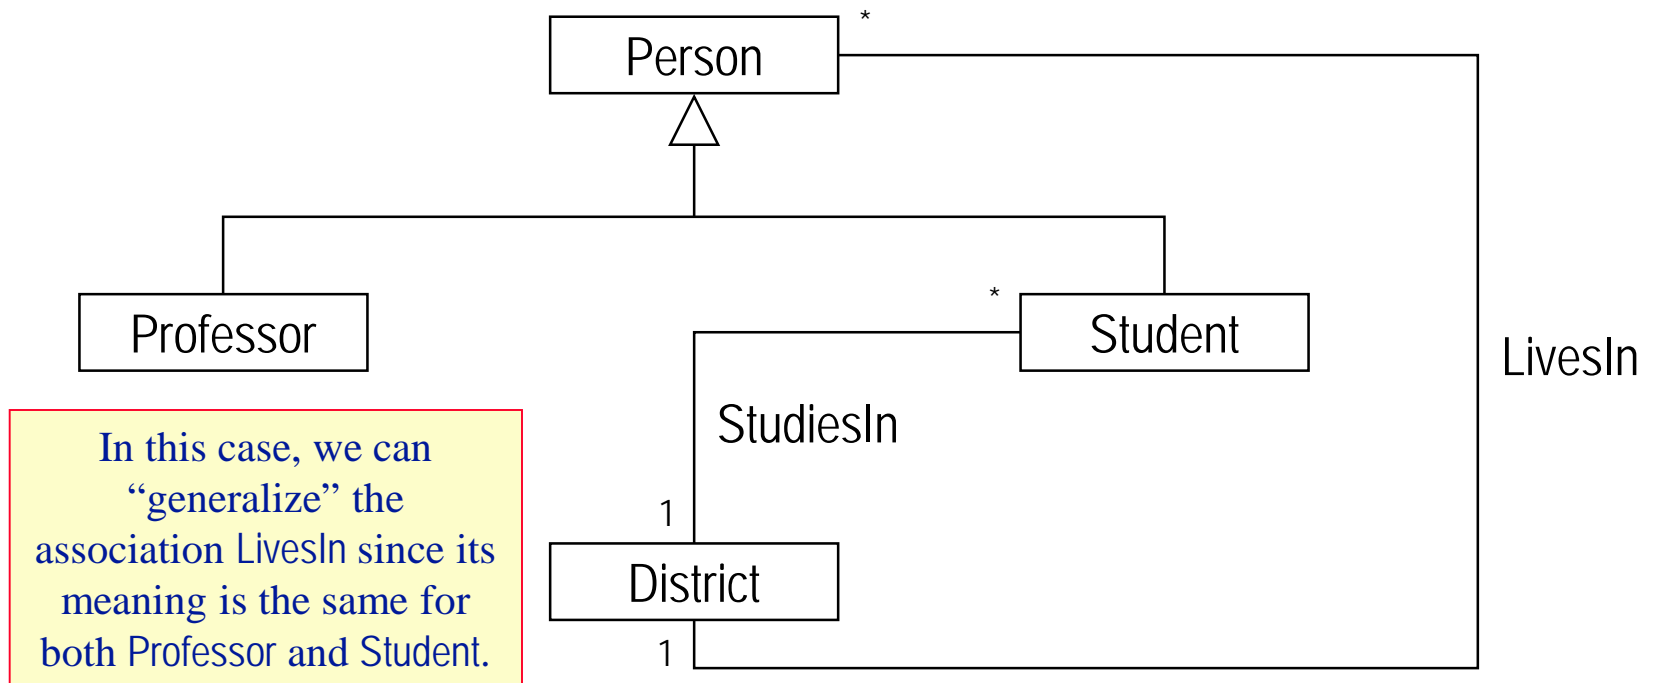 *
Person
Professor
*
Student
LivesIn
StudiesIn
In this case, we can
“generalize” the
association LivesIn since its
meaning is the same for
both Professor and Student.
1
District
1